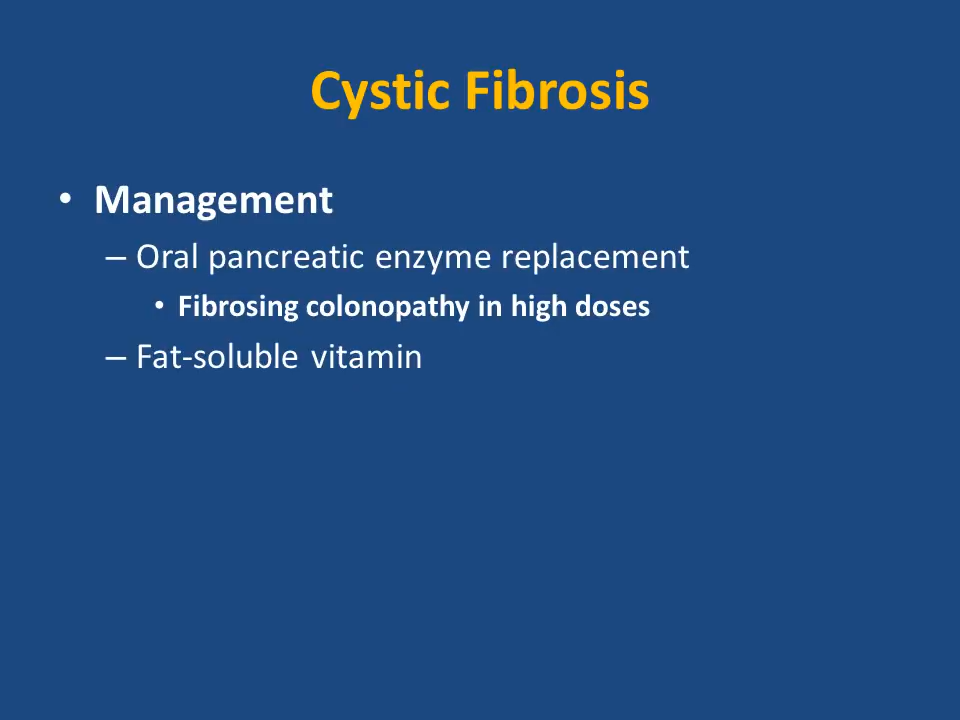 Cystic Fibrosis
• Management
– Oral pancreatic enzyme replacement
• Fibrosing colonopathy in high doses
– Fat-soluble vitamin